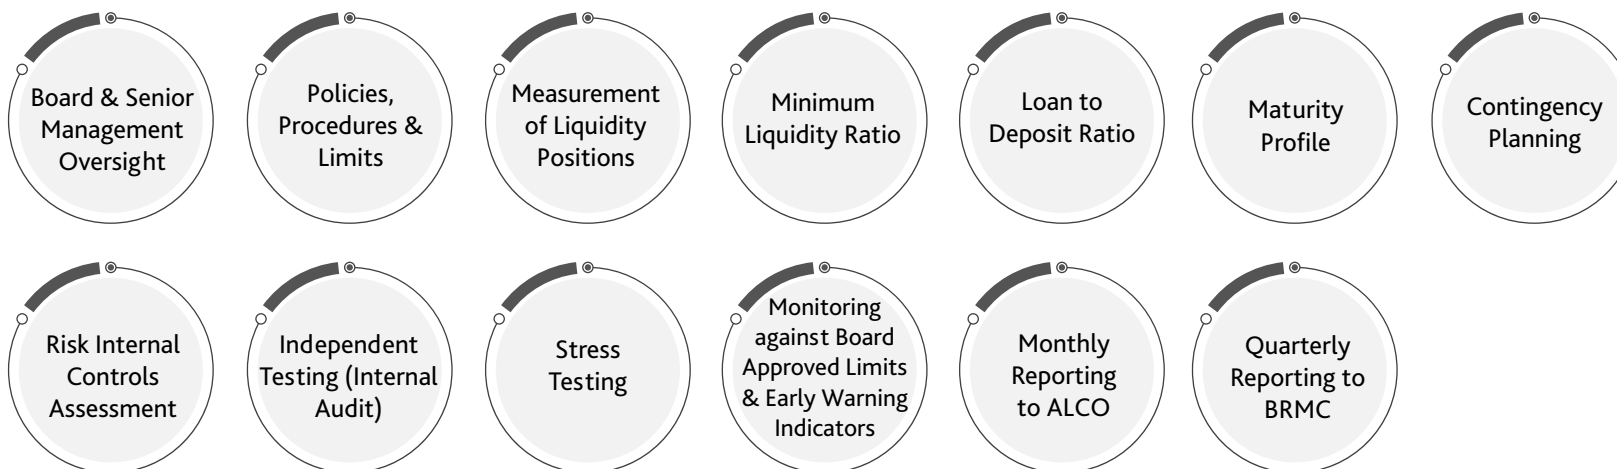 Board & Senior
Management
Oversight
Policies,
Procedures &
Limits
Measurement
of Liquidity
Positions
Minimum
Liquidity Ratio
Loan to
Deposit Ratio
Maturity
Profile
Contingency
Planning
Risk Internal
Controls
Assessment
Independent
Testing (Internal
Audit)
Stress
Testing
Monitoring
against Board
Approved Limits
& Early Warning
Indicators
Monthly
Reporting
to ALCO
Quarterly
Reporting to
BRMC